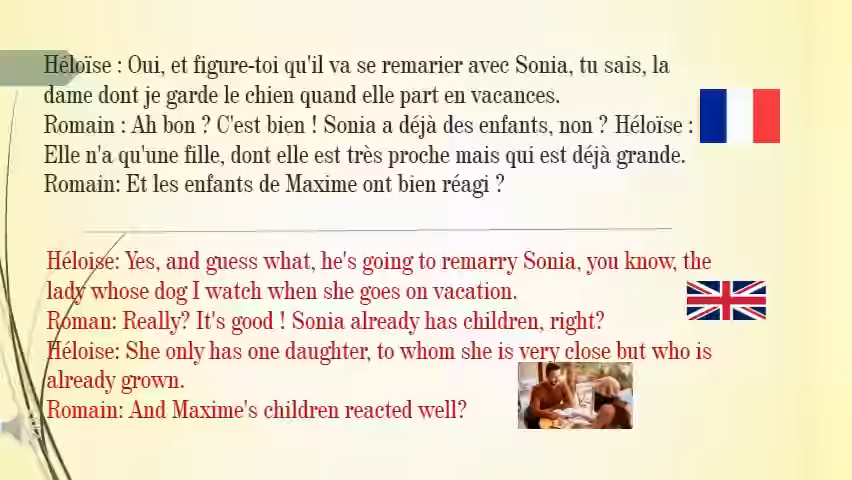 Héloïse : Oui, et figure-toi qu'il va se remarier avec Sonia, tu sais, la
dame dont je garde le chien quand elle part en vacances.
Romain : Ah bon ? C'est bien ! Sonia a déjà des enfants, non ? Héloïse :
Elle n'a qu'une fille, dont elle est très proche mais qui est déjà grande.
Romain: Et les enfants de Maxime ont bien réagi ?
Héloise: Yes, and guess what, he's going to remarry Sonia, you know, the
lady whose dog I watch when she goes on vacation.
Roman: Really? It's good ! Sonia already has children, right?
Héloise: She only has one daughter, to whom she is very close but who is
already grown.
Romain: And Maxime's children reacted well?